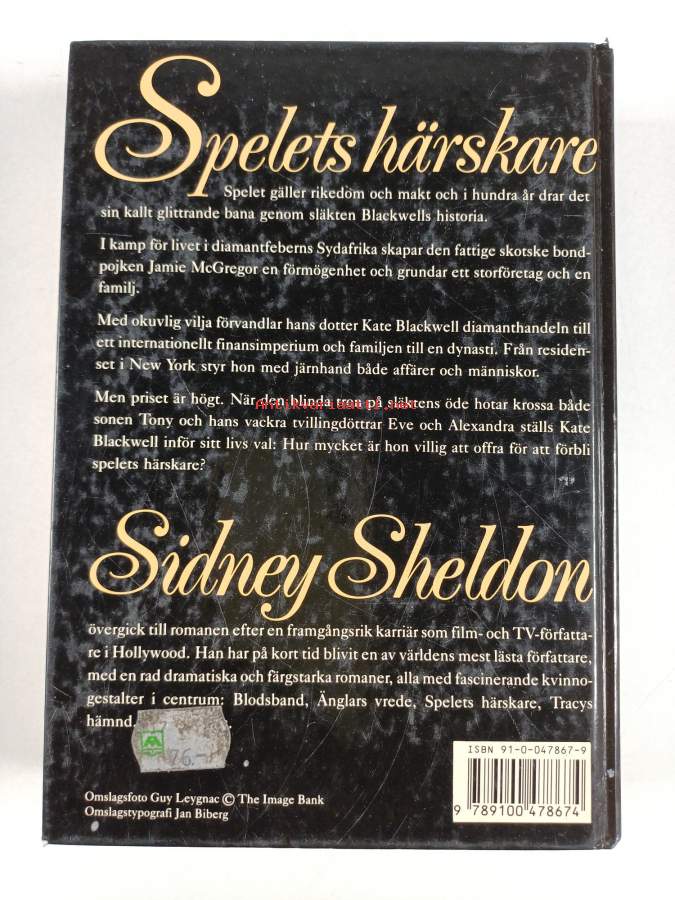 Spelets härskare
Spelet gäller rikedom och makt och i hundra år drar det
sin kallt glittrande bana genom släkten Blackwells historia.
I kamp för livet i diamantfeberns Sydafrika skapar den fattige skotske bond-
pojken Jamie McGregor en förmögenhet och grundar ett storföretag och en
familj.
Med okuvlig vilja förvandlar hans dotter Kate Blackwell diamanthandeln till
ett internationellt finansimperium och familjen till en dynasti. Från residen-
set i New York styr hon med järnhand både affärer och människor.
Men priset är högt. När den blinda tron på släktens öde hotar krossa både
Antikvariaatti.net
sonen Tony och hans vackra tvillingdöttrar Eve och Alexandra ställs Kate
Blackwell inför sitt livs val: Hur mycket är hon villig att offra för att förbli
spelets härskare?
Sidney Sheldon
övergick till romanen efter en framgångsrik karriär som film- och TV-författa-
re i Hollywood. Han har på kort tid blivit en av världens mest lästa författare,
med en rad dramatiska och färgstarka romaner, alla med fascinerande kvinno-
gestalter i centrum: Blodsband, Änglars vrede, Spelets härskare, Tracys
hämnd.
76.-
ISBN 91-0-047867-9
9 789100 478674
Omslagsfoto Guy Leygnac © The Image Bank
Omslagstypografi Jan Biberg